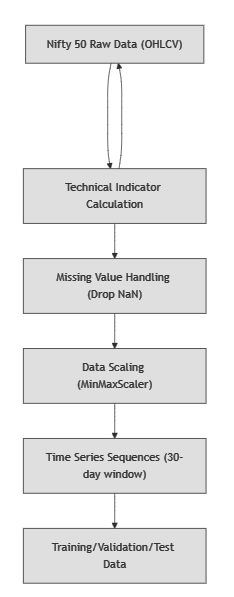 Nifty 50 Raw Data (OHLCV)
Technical Indicator
Calculation
Missing Value Handling
(Drop NaN)
Data Scaling
(MinMaxScaler)
Time Series Sequences (30-
day window)
Training/Validation/Test
Data